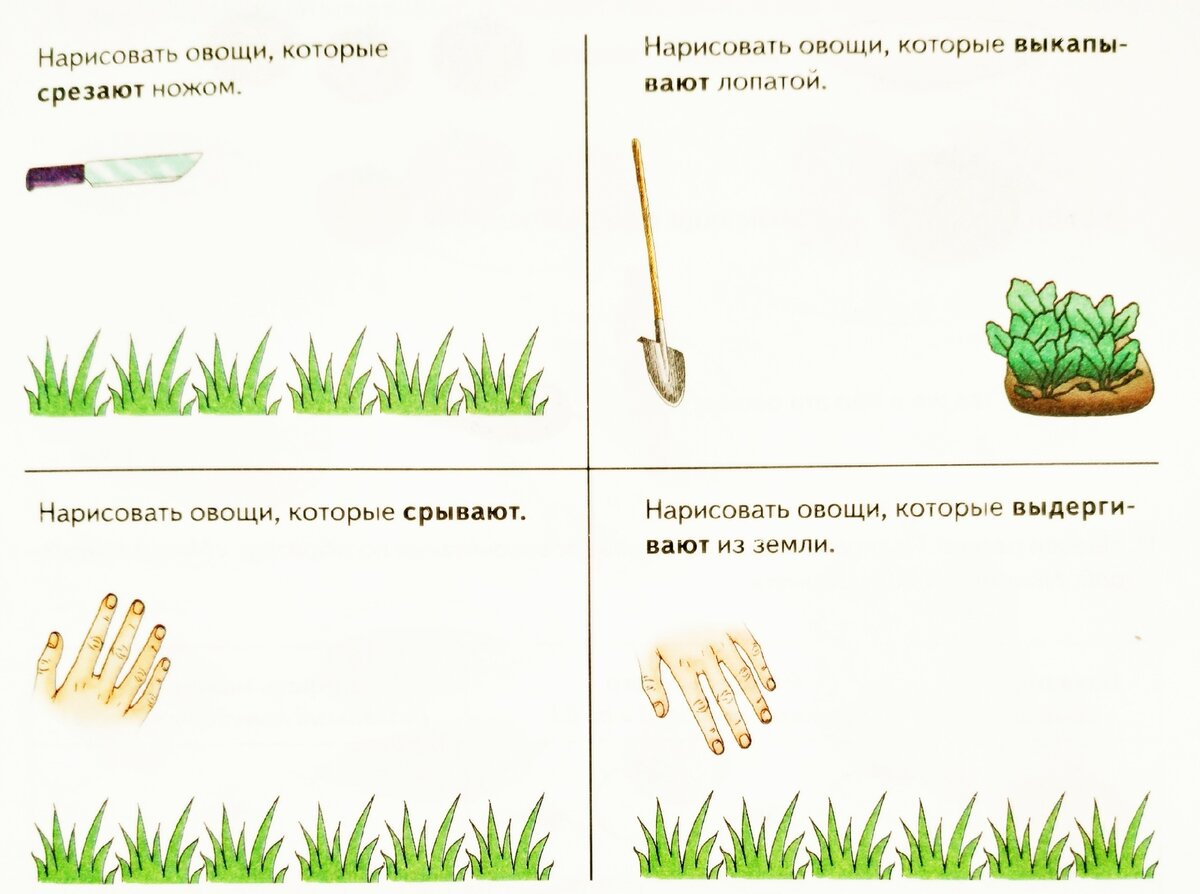 Нарисовать овощи, которые
срезают ножом.
Нарисовать овощи, которые выкапы-
вают лопатой.
Нарисовать овощи, которые срывают.
Нарисовать овощи, которые выдерги-
вают из земли.